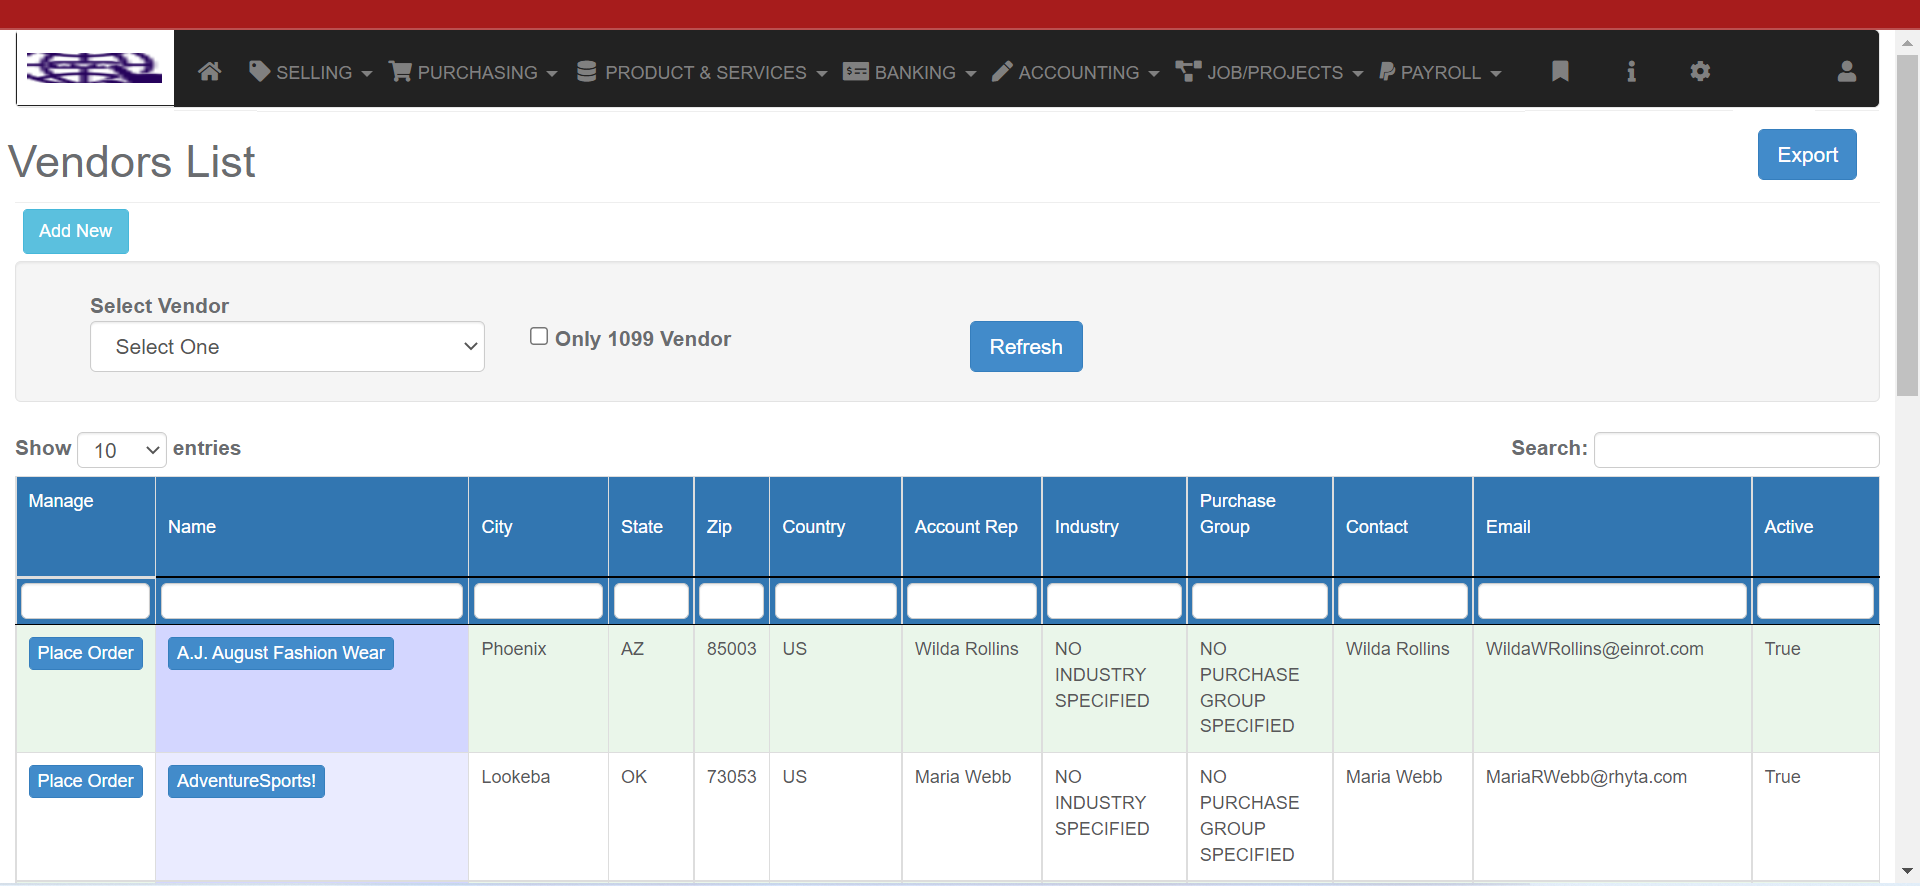 SELLING PURCHASING PRODUCT & SERVICES BANKING ACCOUNTING JOB/PROJECTS PAYROLL
Vendors List
Export
Add New
Select Vendor
Select One
Only 1099 Vendor
Refresh
Show 10 entries
Search:
Manage Name City State Zip Country Account Rep Industry Purchase Group Contact Email Active
Place Order A.J. August Fashion Wear Phoenix AZ 85003 US Wilda Rollins NO INDUSTRY SPECIFIED NO PURCHASE GROUP SPECIFIED Wilda Rollins WildaWRollins@einrot.com True
Place Order AdventureSports! Lookeba OK 73053 US Maria Webb NO INDUSTRY SPECIFIED NO PURCHASE GROUP SPECIFIED Maria Webb MariaRWebb@rhyta.com True